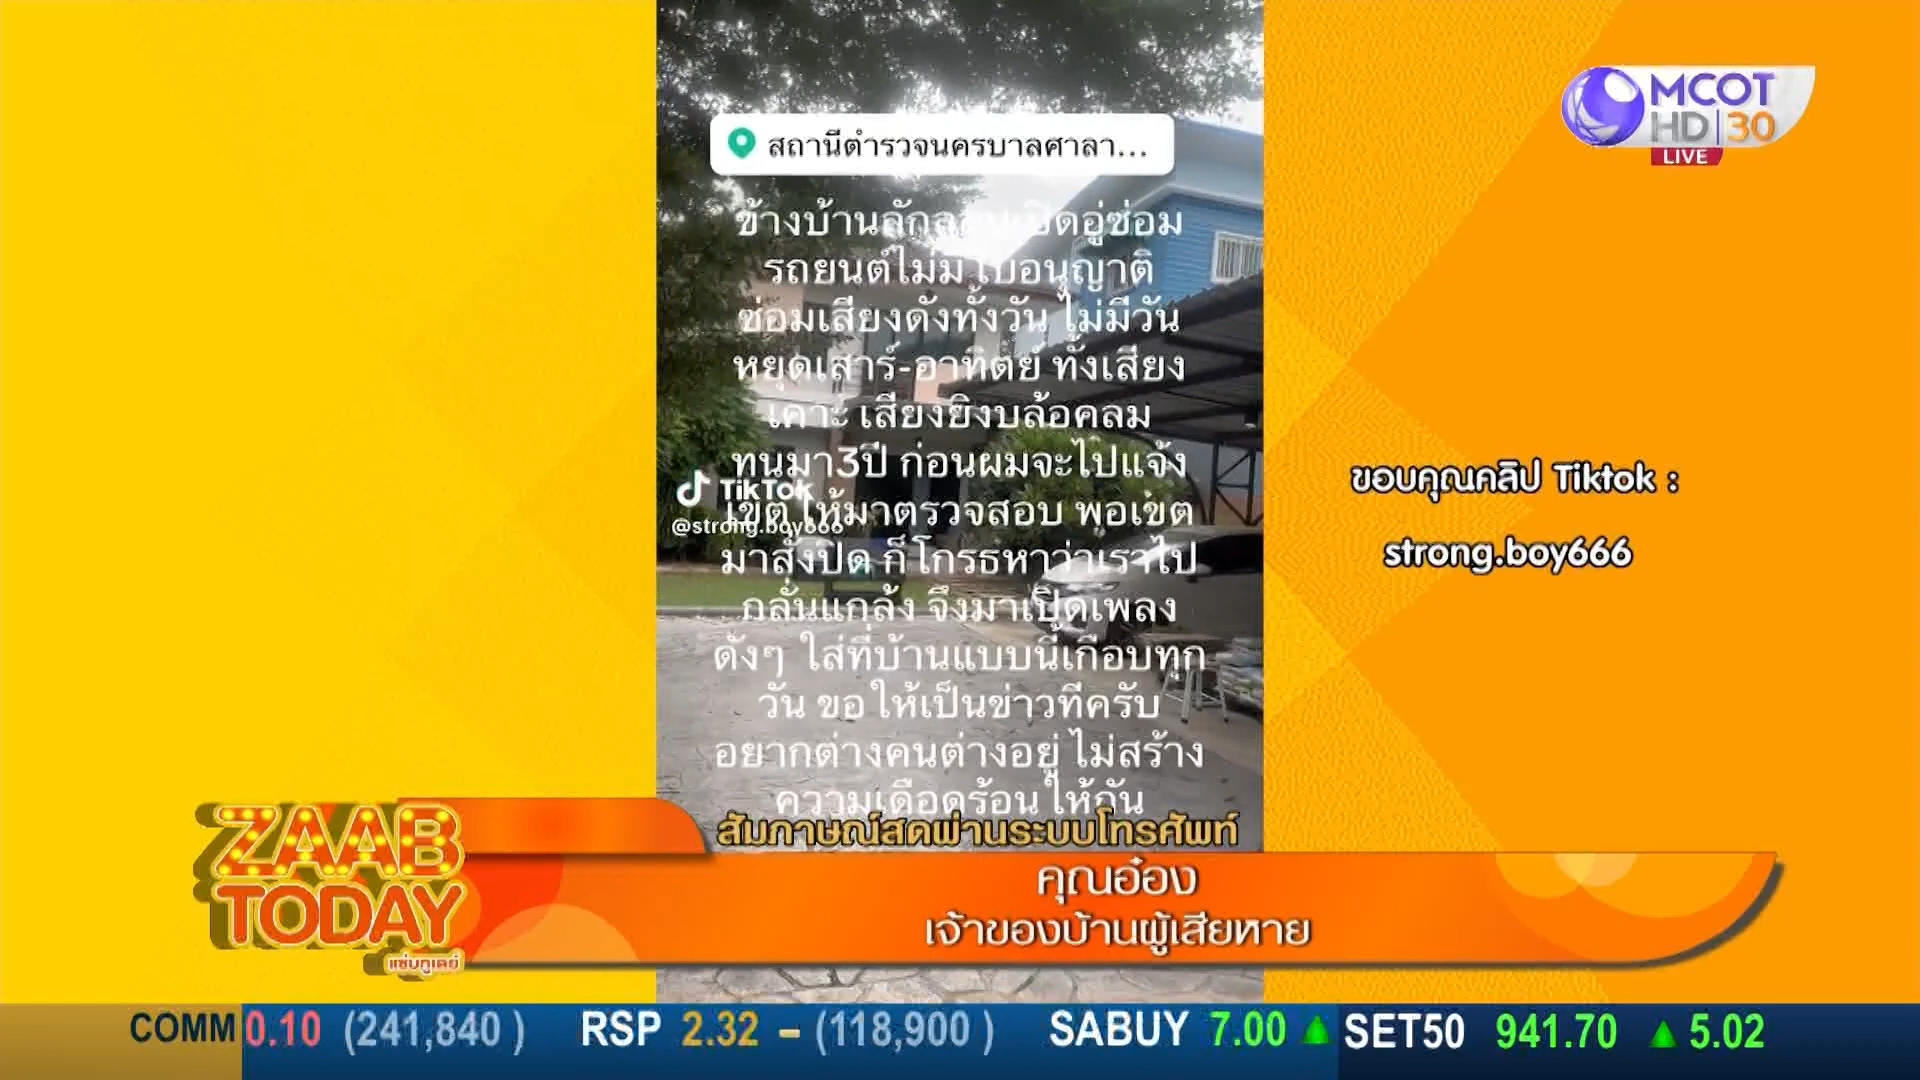 MCOT
HD 30
LIVE
สถานีตำรวจนครบาลศาลา...
ข้างบ้านลักลอบเปิดอู่ซ่อม
รถยนต์ไม่มีใบอนุญาติ
ซ่อมเสียงดังทั้งวัน ไม่มีวัน
หยุดเสาร์-อาทิตย์ ทั้งเสียง
เคาะ เสียงยิงบล้อคลม
ทนมา3ปี ก่อนผมจะไปแจ้ง
เขต ให้มาตรวจสอบ พอเขต
มาสั่งปิด ก็โกรธหาว่าเราไป
กลั่นแกล้ง จึงมาเปิดเพลง
ดังๆ ใส่ที่บ้านแบบนี้เกือบทุก
วัน ขอให้เป็นข่าวทีครับ
อยากต่างคนต่างอยู่ ไม่สร้าง
ความเดือดร้อนให้กัน
TikTok
@strong.boy666
ขอบคุณคลิป Tiktok :
strong.boy666
ZAAB
TODAY
แซ่บทูเดย์
สัมภาษณ์สดผ่านระบบโทรศัพท์
คุณอ๋อง
เจ้าของบ้านผู้เสียหาย
COMM 0.10 (241,840 ) RSP 2.32 – (118,900 ) SABUY 7.00 ▲ SET50 941.70 ▲ 5.02